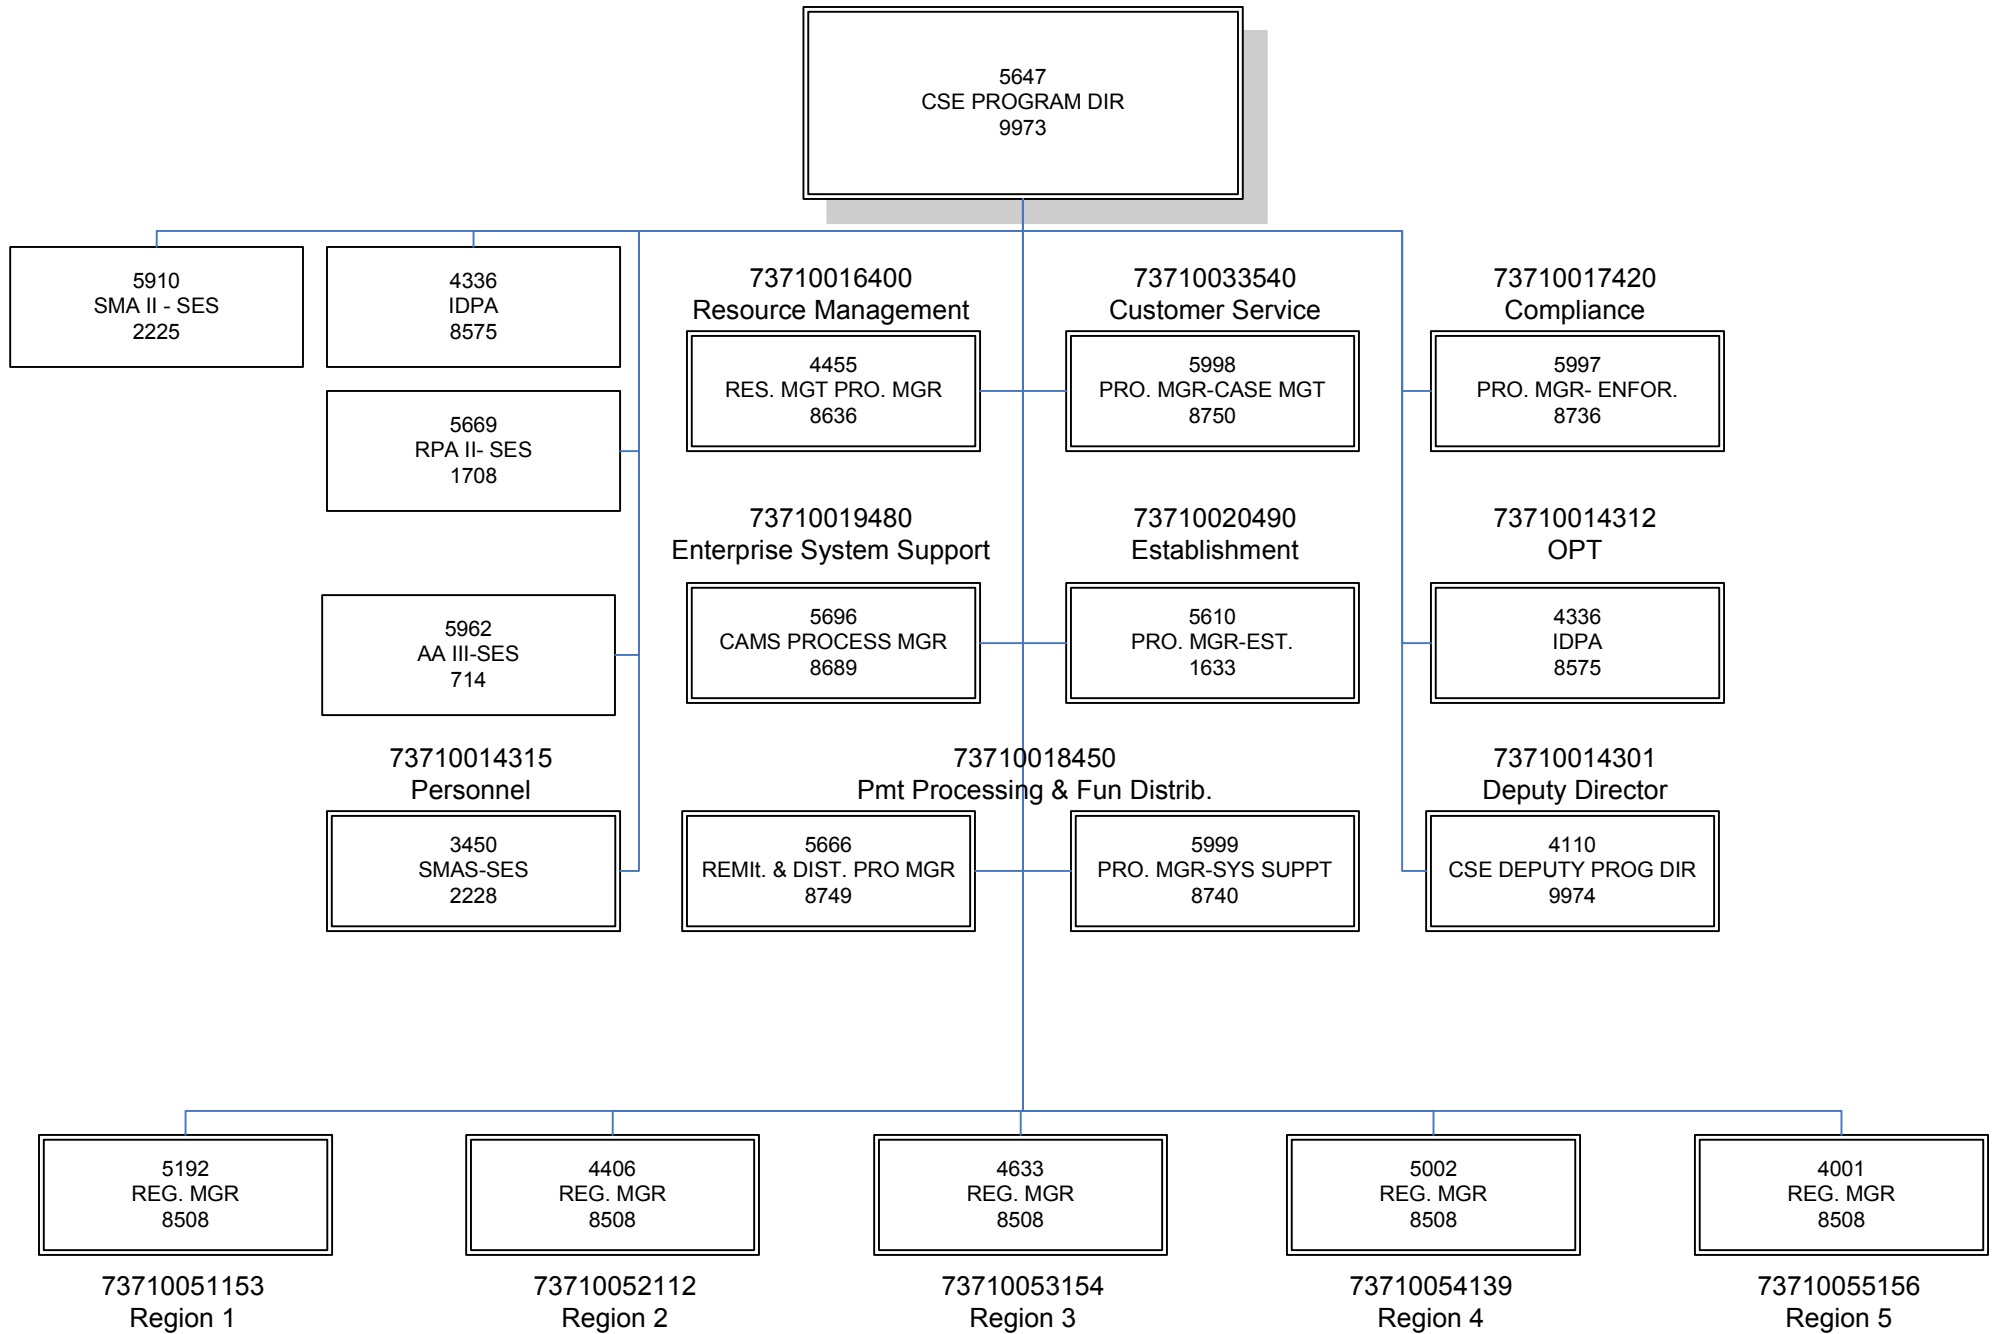 5647
CSE PROGRAM DIR
9973
5910
SMA II - SES
2225
4336
IDPA
8575
5669
RPA II- SES
1708
5962
AA III-SES
714
73710014315
Personnel
3450
SMAS-SES
2228
73710016400
Resource Management
4455
RES. MGT PRO. MGR
8636
73710033540
Customer Service
5998
PRO. MGR-CASE MGT
8750
73710017420
Compliance
5997
PRO. MGR- ENFOR.
8736
73710019480
Enterprise System Support
5696
CAMS PROCESS MGR
8689
73710020490
Establishment
5610
PRO. MGR-EST.
1633
73710014312
OPT
4336
IDPA
8575
73710018450
Pmt Processing & Fun Distrib.
5666
REMIt. & DIST. PRO MGR
8749
5999
PRO. MGR-SYS SUPPT
8740
73710014301
Deputy Director
4110
CSE DEPUTY PROG DIR
9974
5192
REG. MGR
8508
73710051153
Region 1
4406
REG. MGR
8508
73710052112
Region 2
4633
REG. MGR
8508
73710053154
Region 3
5002
REG. MGR
8508
73710054139
Region 4
4001
REG. MGR
8508
73710055156
Region 5